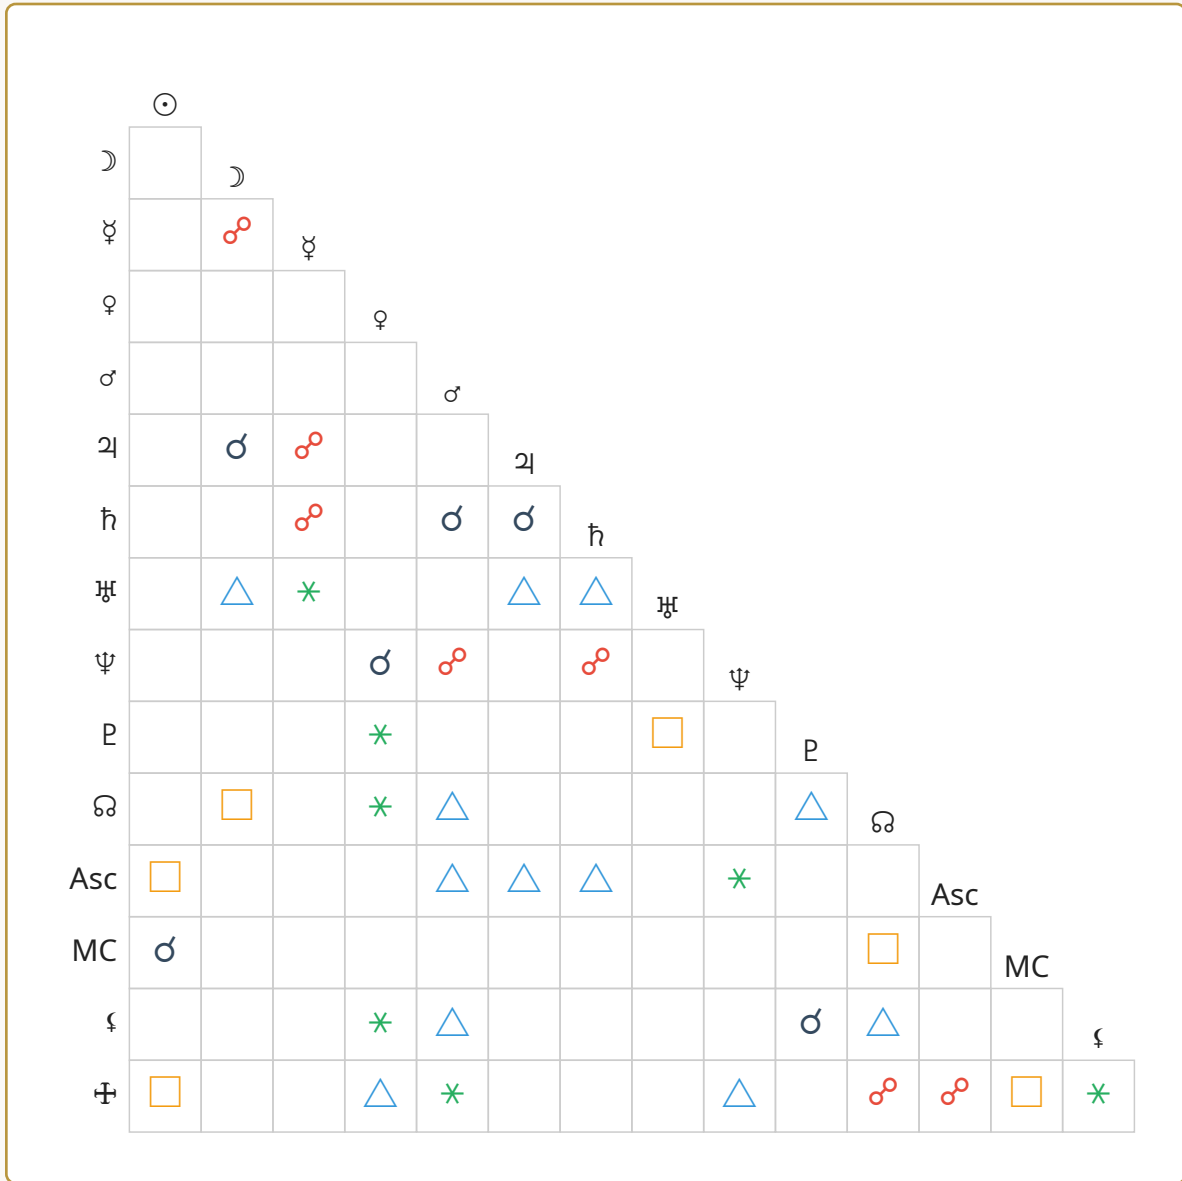 ☉
☽ ☽
☿ ☍ ☿
♀ ♀
♂ ♂
♃ ☌ ☍ ♃
♄ ☍ ☌ ☌ ♄
♅ △ ⚹ △ △ ♅
♆ ☌ ☍ ☍ ♆
♇ ⚹ □ ♇
☊ □ ⚹ △ △ ☊
Asc □ △ △ △ ⚹ Asc
MC ☌ □ MC
⚸ ⚹ △ ☌ △ ⚸
🕀 □ △ ⚹ △ ☍ ☍ □ ⚹